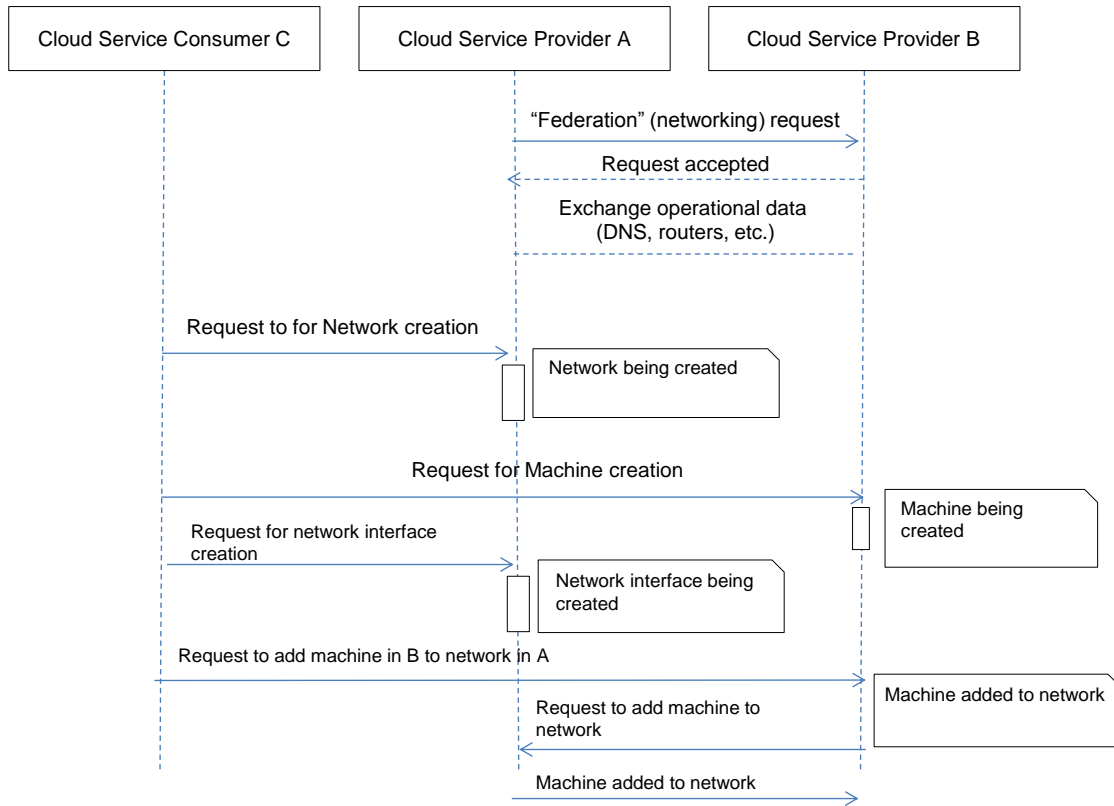 Cloud Service Consumer C
Cloud Service Provider A
Cloud Service Provider B
“Federation” (networking) request
Request accepted
Exchange operational data
(DNS, routers, etc.)
Request to for Network creation
Network being created
Request for Machine creation
Machine being
created
Request for network interface
creation
Network interface being
created
Request to add machine in B to network in A
Machine added to network
Request to add machine to
network
Machine added to network